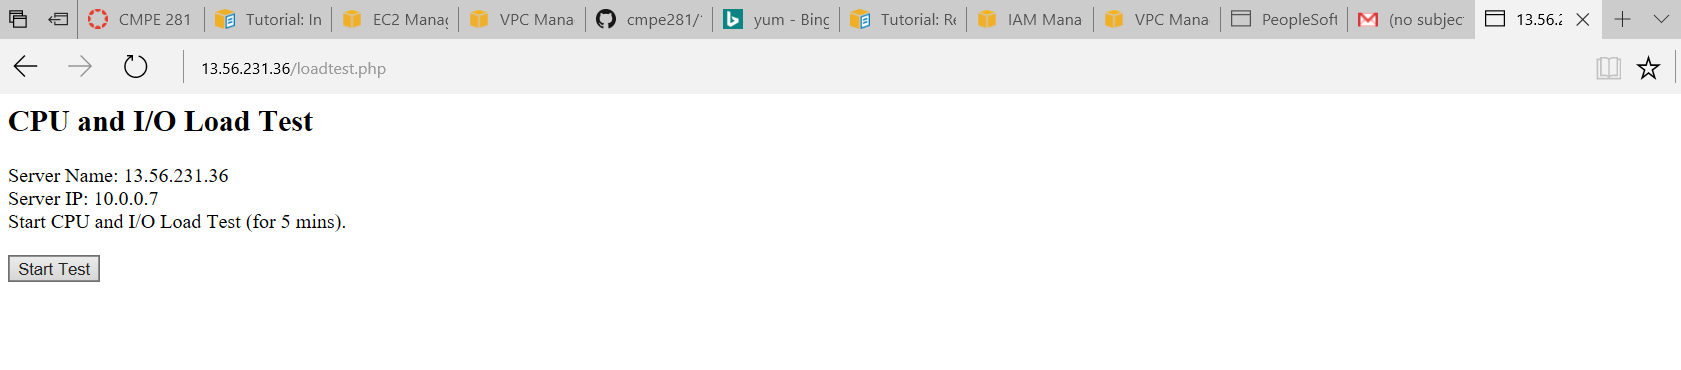 CMPE 281
Tutorial: In
EC2 Manag
VPC Mana
cmpe281/
yum - Bing
Tutorial: Re
IAM Mana
VPC Mana
PeopleSoft
(no subjec
13.56.2
13.56.231.36/loadtest.php
CPU and I/O Load Test
Server Name: 13.56.231.36
Server IP: 10.0.0.7
Start CPU and I/O Load Test (for 5 mins).
Start Test